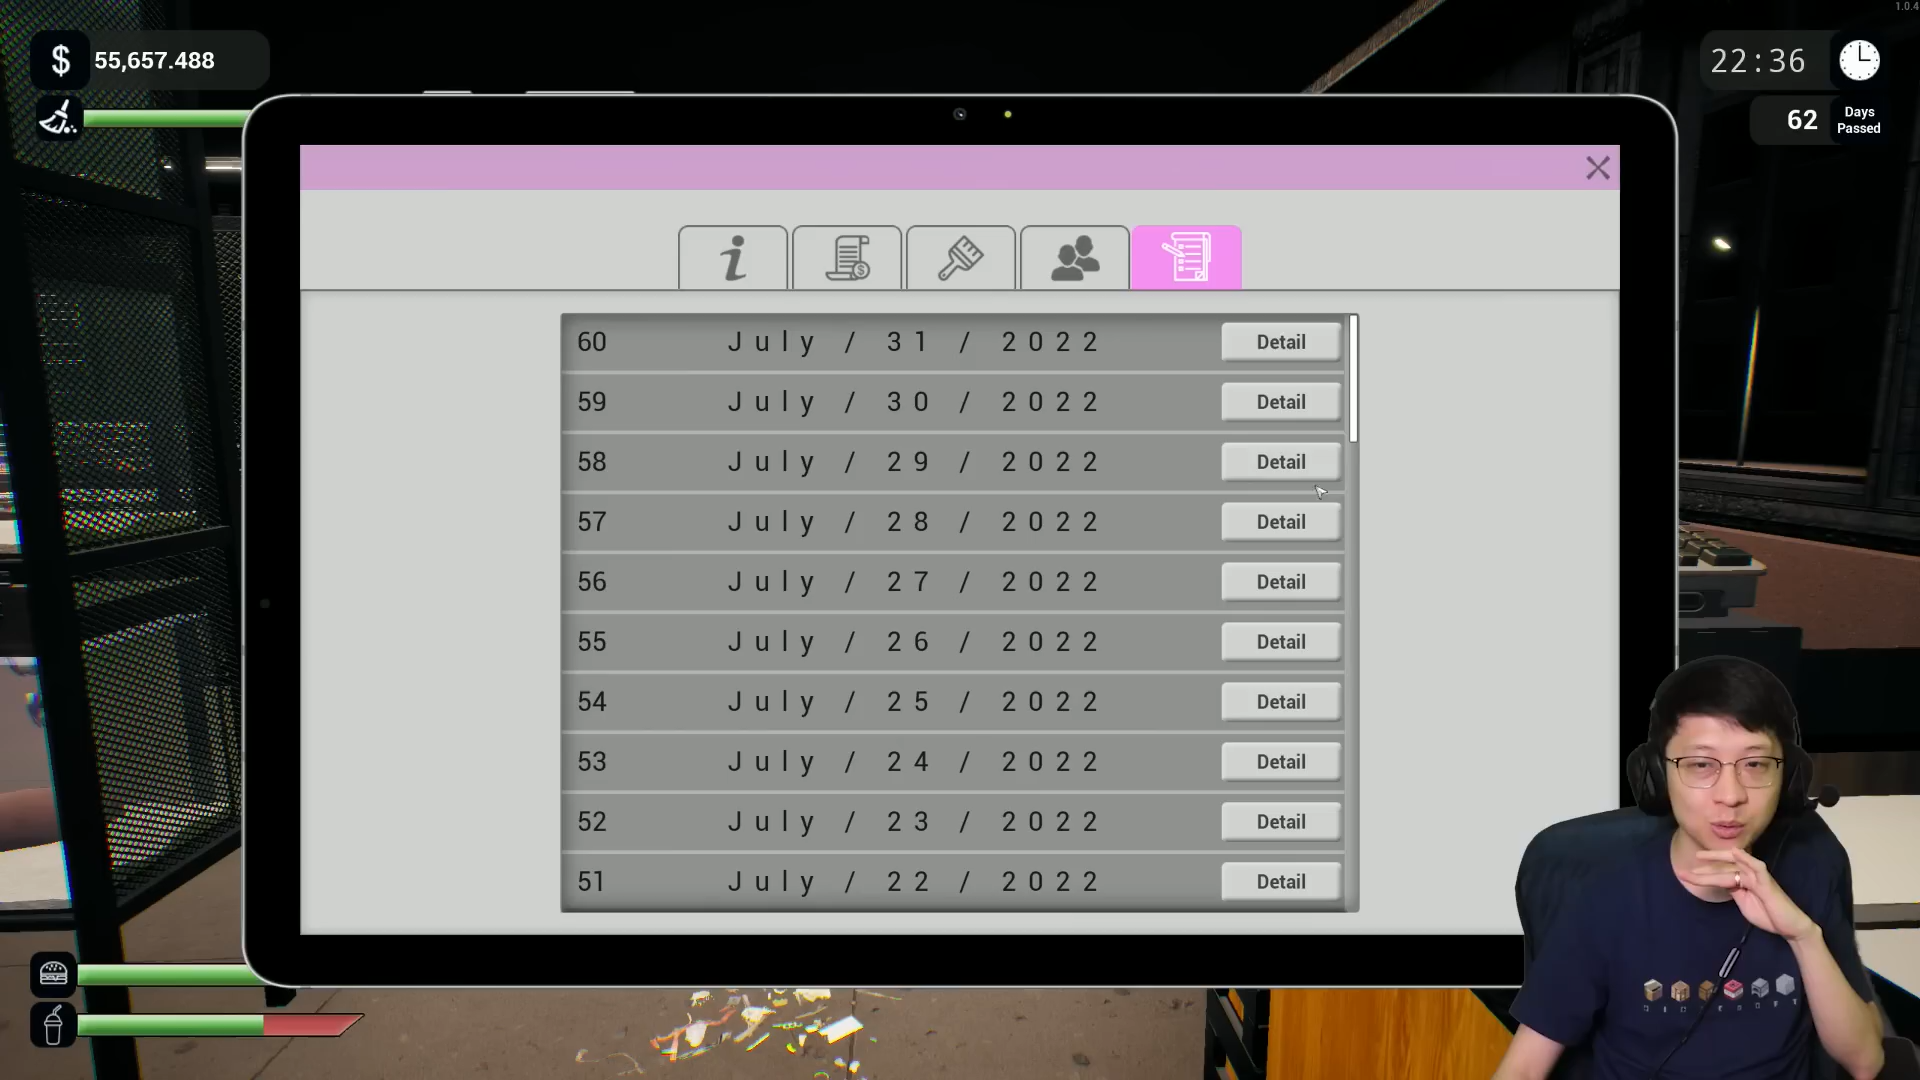 1.0.4
$ 55,657.488
22:36
62 Days Passed
60 July / 31 / 2022 Detail
59 July / 30 / 2022 Detail
58 July / 29 / 2022 Detail
57 July / 28 / 2022 Detail
56 July / 27 / 2022 Detail
55 July / 26 / 2022 Detail
54 July / 25 / 2022 Detail
53 July / 24 / 2022 Detail
52 July / 23 / 2022 Detail
51 July / 22 / 2022 Detail